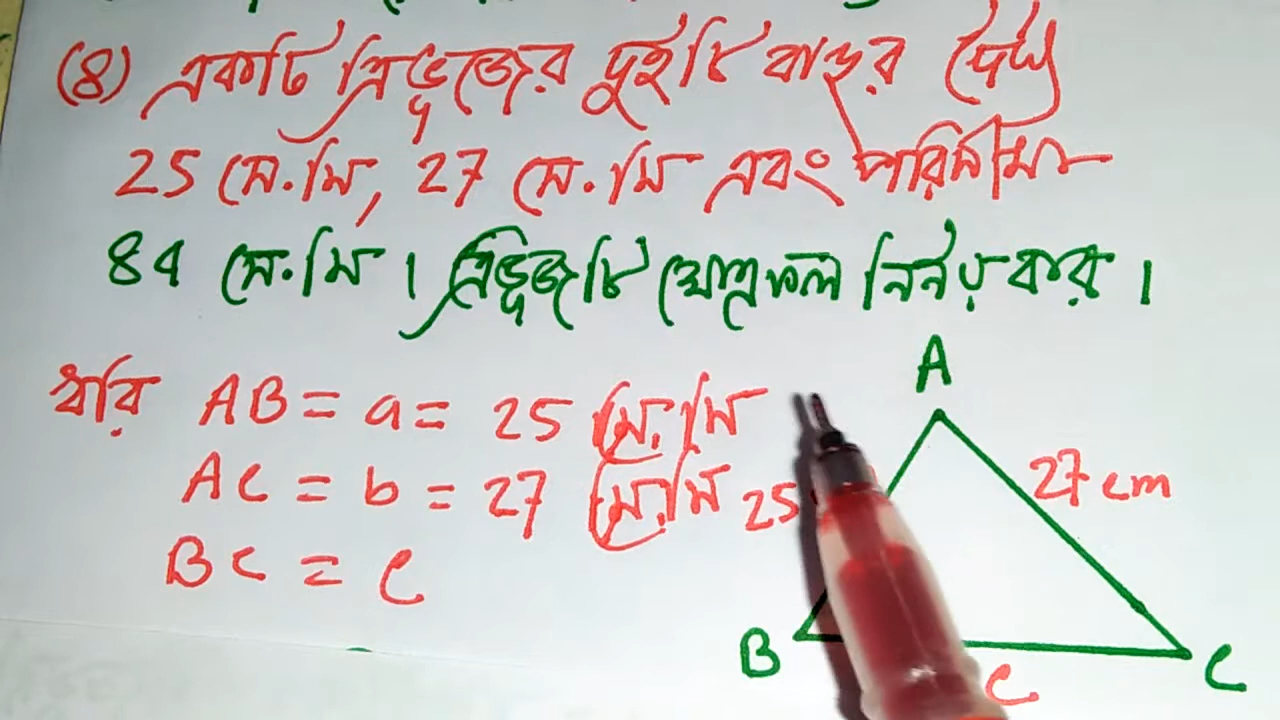 (৪) একটি ত্রিভূজের দুইটি বাহুর দৈর্ঘ্য
25 সে.মি, 27 সে.মি এবং পরিসীমা
84 সে.মি । ত্রিভূজটি ক্ষেত্রফল নির্নয় কর ।
ধরি AB = a = 25 সে.মি
AC = b = 27 সে.মি
BC = c
A
27 cm
25
B
C
c